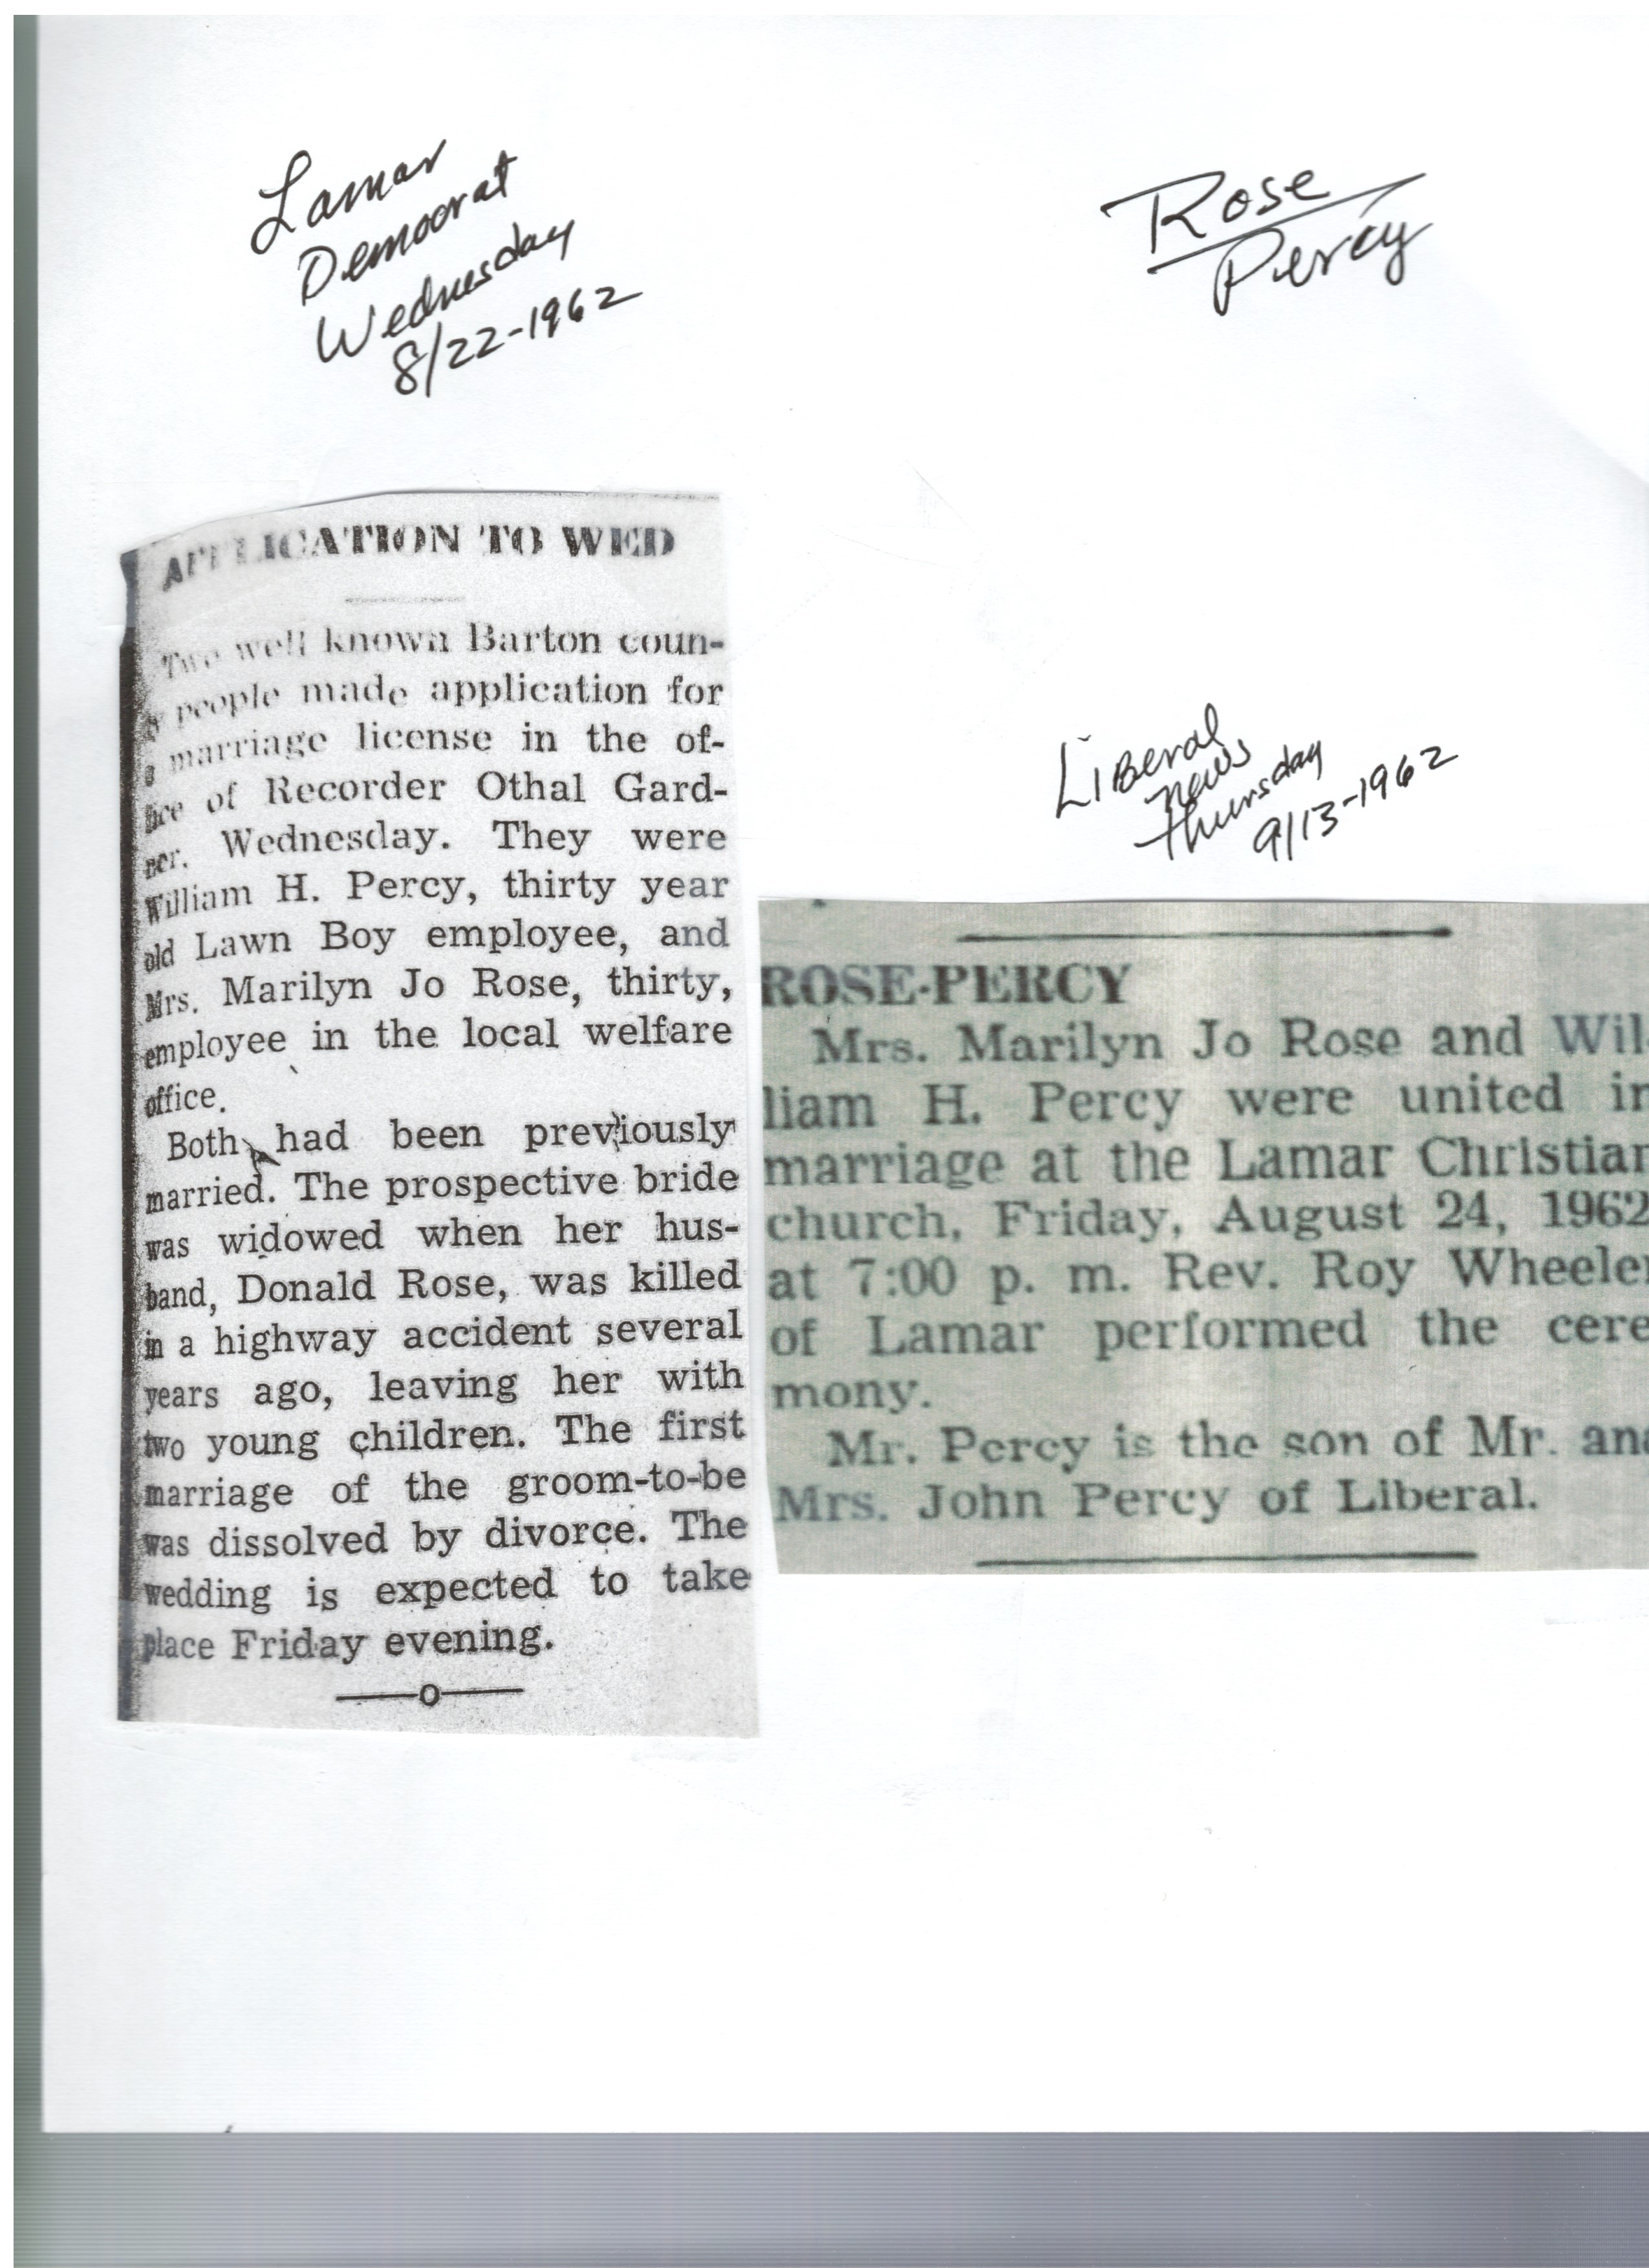 Lamar
Democrat
Wednesday
8/22-1962
Rose
Percy
APPLICATION TO WED
Two well known Barton coun-
y people made application for
a marriage license in the of-
fice of Recorder Othal Gard-
ner. Wednesday. They were
William H. Percy, thirty year
old Lawn Boy employee, and
Mrs. Marilyn Jo Rose, thirty,
employee in the local welfare
office.
Both had been previously
married. The prospective bride
was widowed when her hus-
band, Donald Rose, was killed
in a highway accident several
years ago, leaving her with
two young children. The first
marriage of the groom-to-be
was dissolved by divorce. The
wedding is expected to take
place Friday evening.
Liberal
news
thursday
9/13-1962
ROSE-PERCY
Mrs. Marilyn Jo Rose and Wil-
liam H. Percy were united in
marriage at the Lamar Christian
church, Friday, August 24, 1962
at 7:00 p. m. Rev. Roy Wheeler
of Lamar performed the cere
mony.
Mr. Percy is the son of Mr. and
Mrs. John Percy of Liberal.